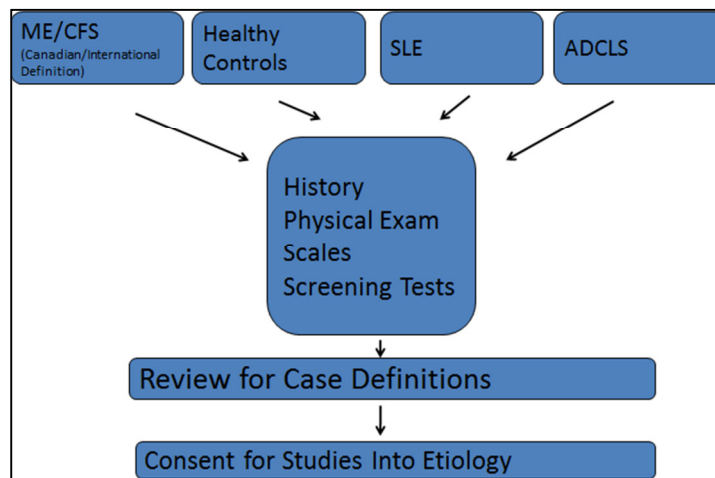 ME/CFS
(Canadian/International
Definition)
Healthy
Controls
SLE
ADCLS
History
Physical Exam
Scales
Screening Tests
Review for Case Definitions
Consent for Studies Into Etiology